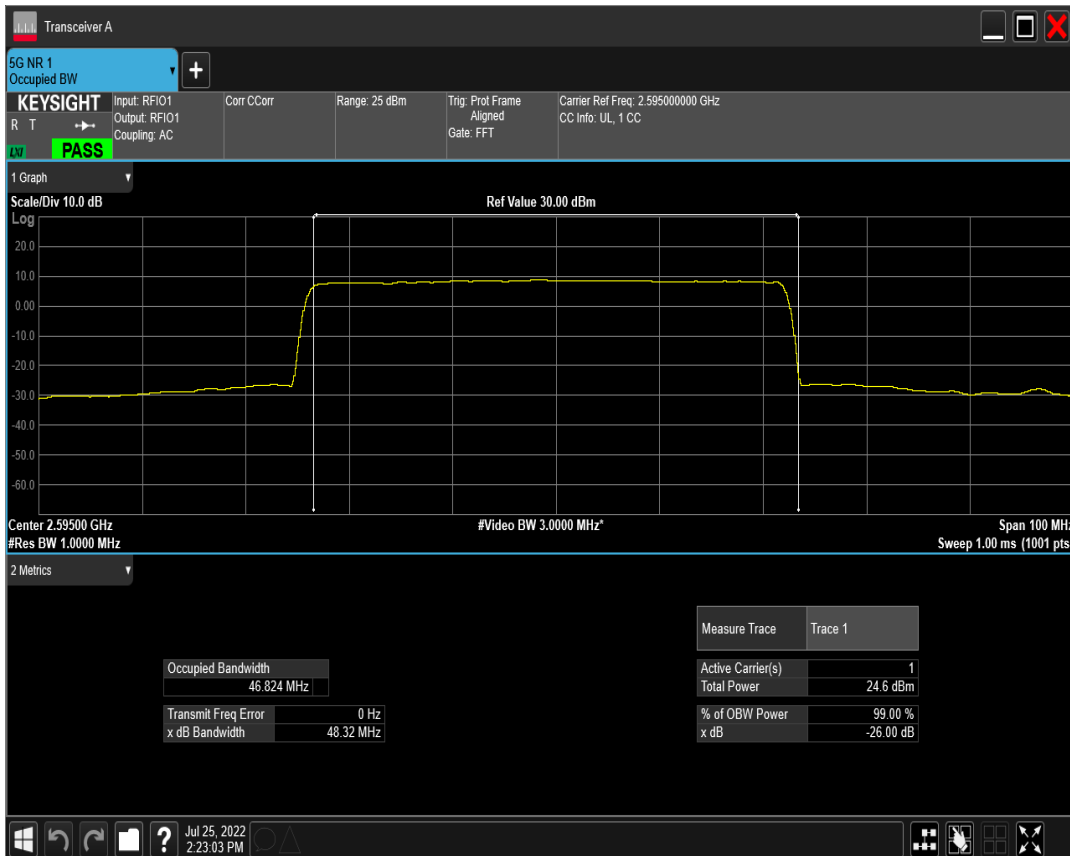 Transceiver A
5G NR 1
Occupied BW
+
KEYSIGHT
R T
LXI
PASS
Input: RFIO1
Output: RFIO1
Coupling: AC
Corr CCorr
Range: 25 dBm
Trig: Prot Frame
Aligned
Gate: FFT
Carrier Ref Freq: 2.595000000 GHz
CC Info: UL, 1 CC
1 Graph
Scale/Div 10.0 dB
Ref Value 30.00 dBm
Log
20.0
10.0
0.00
-10.0
-20.0
-30.0
-40.0
-50.0
-60.0
Center 2.59500 GHz
#Video BW 3.0000 MHz*
Span 100 MHz
#Res BW 1.0000 MHz
Sweep 1.00 ms (1001 pts
2 Metrics
Measure Trace Trace 1
Occupied Bandwidth
46.824 MHz
Active Carrier(s) 1
Total Power 24.6 dBm
Transmit Freq Error 0 Hz
x dB Bandwidth 48.32 MHz
% of OBW Power 99.00 %
x dB -26.00 dB
?
Jul 25, 2022
2:23:03 PM